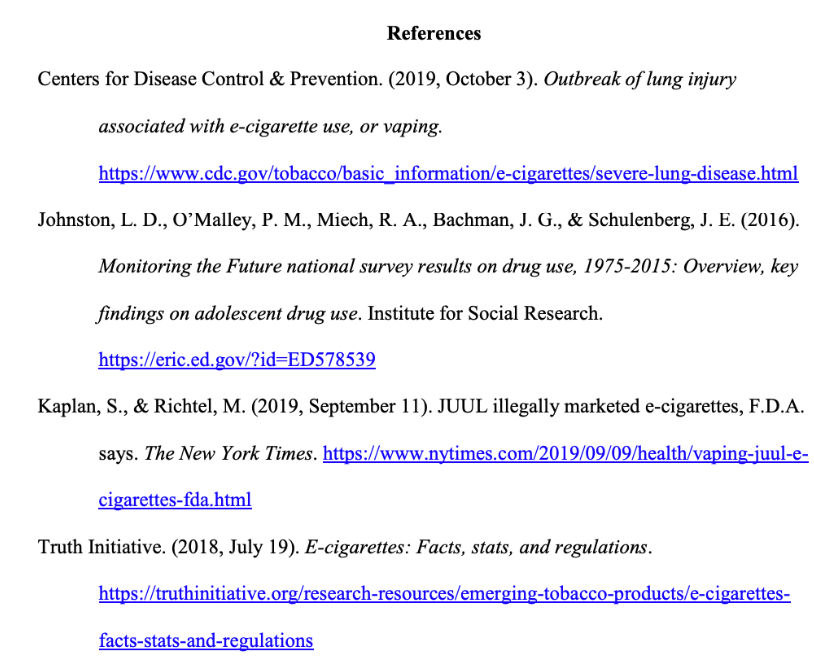 References
Centers for Disease Control & Prevention. (2019, October 3). Outbreak of lung injury
associated with e-cigarette use, or vaping.
https://www.cdc.gov/tobacco/basic_information/e-cigarettes/severe-lung-disease.html
Johnston, L. D., O’Malley, P. M., Miech, R. A., Bachman, J. G., & Schulenberg, J. E. (2016).
Monitoring the Future national survey results on drug use, 1975-2015: Overview, key
findings on adolescent drug use. Institute for Social Research.
https://eric.ed.gov/?id=ED578539
Kaplan, S., & Richtel, M. (2019, September 11). JUUL illegally marketed e-cigarettes, F.D.A.
says. The New York Times. https://www.nytimes.com/2019/09/09/health/vaping-juul-e-
cigarettes-fda.html
Truth Initiative. (2018, July 19). E-cigarettes: Facts, stats, and regulations.
https://truthinitiative.org/research-resources/emerging-tobacco-products/e-cigarettes-
facts-stats-and-regulations